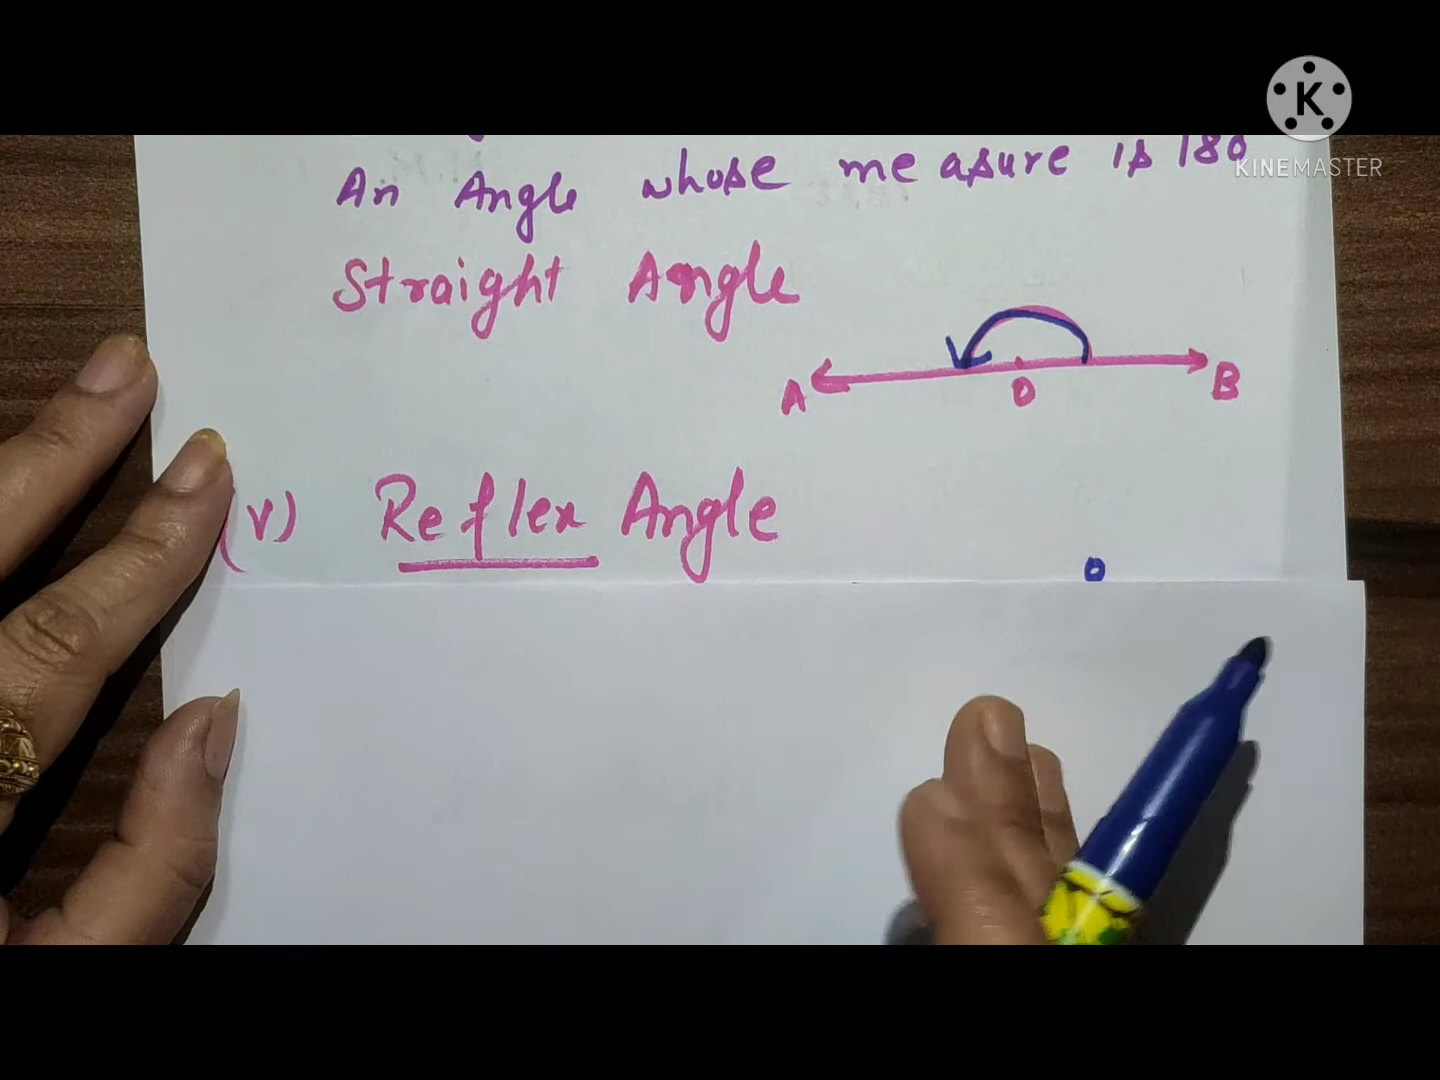 K
KINEMASTER
An Angle whose measure is 180
Straight Angle
A O B
(V) Reflex Angle